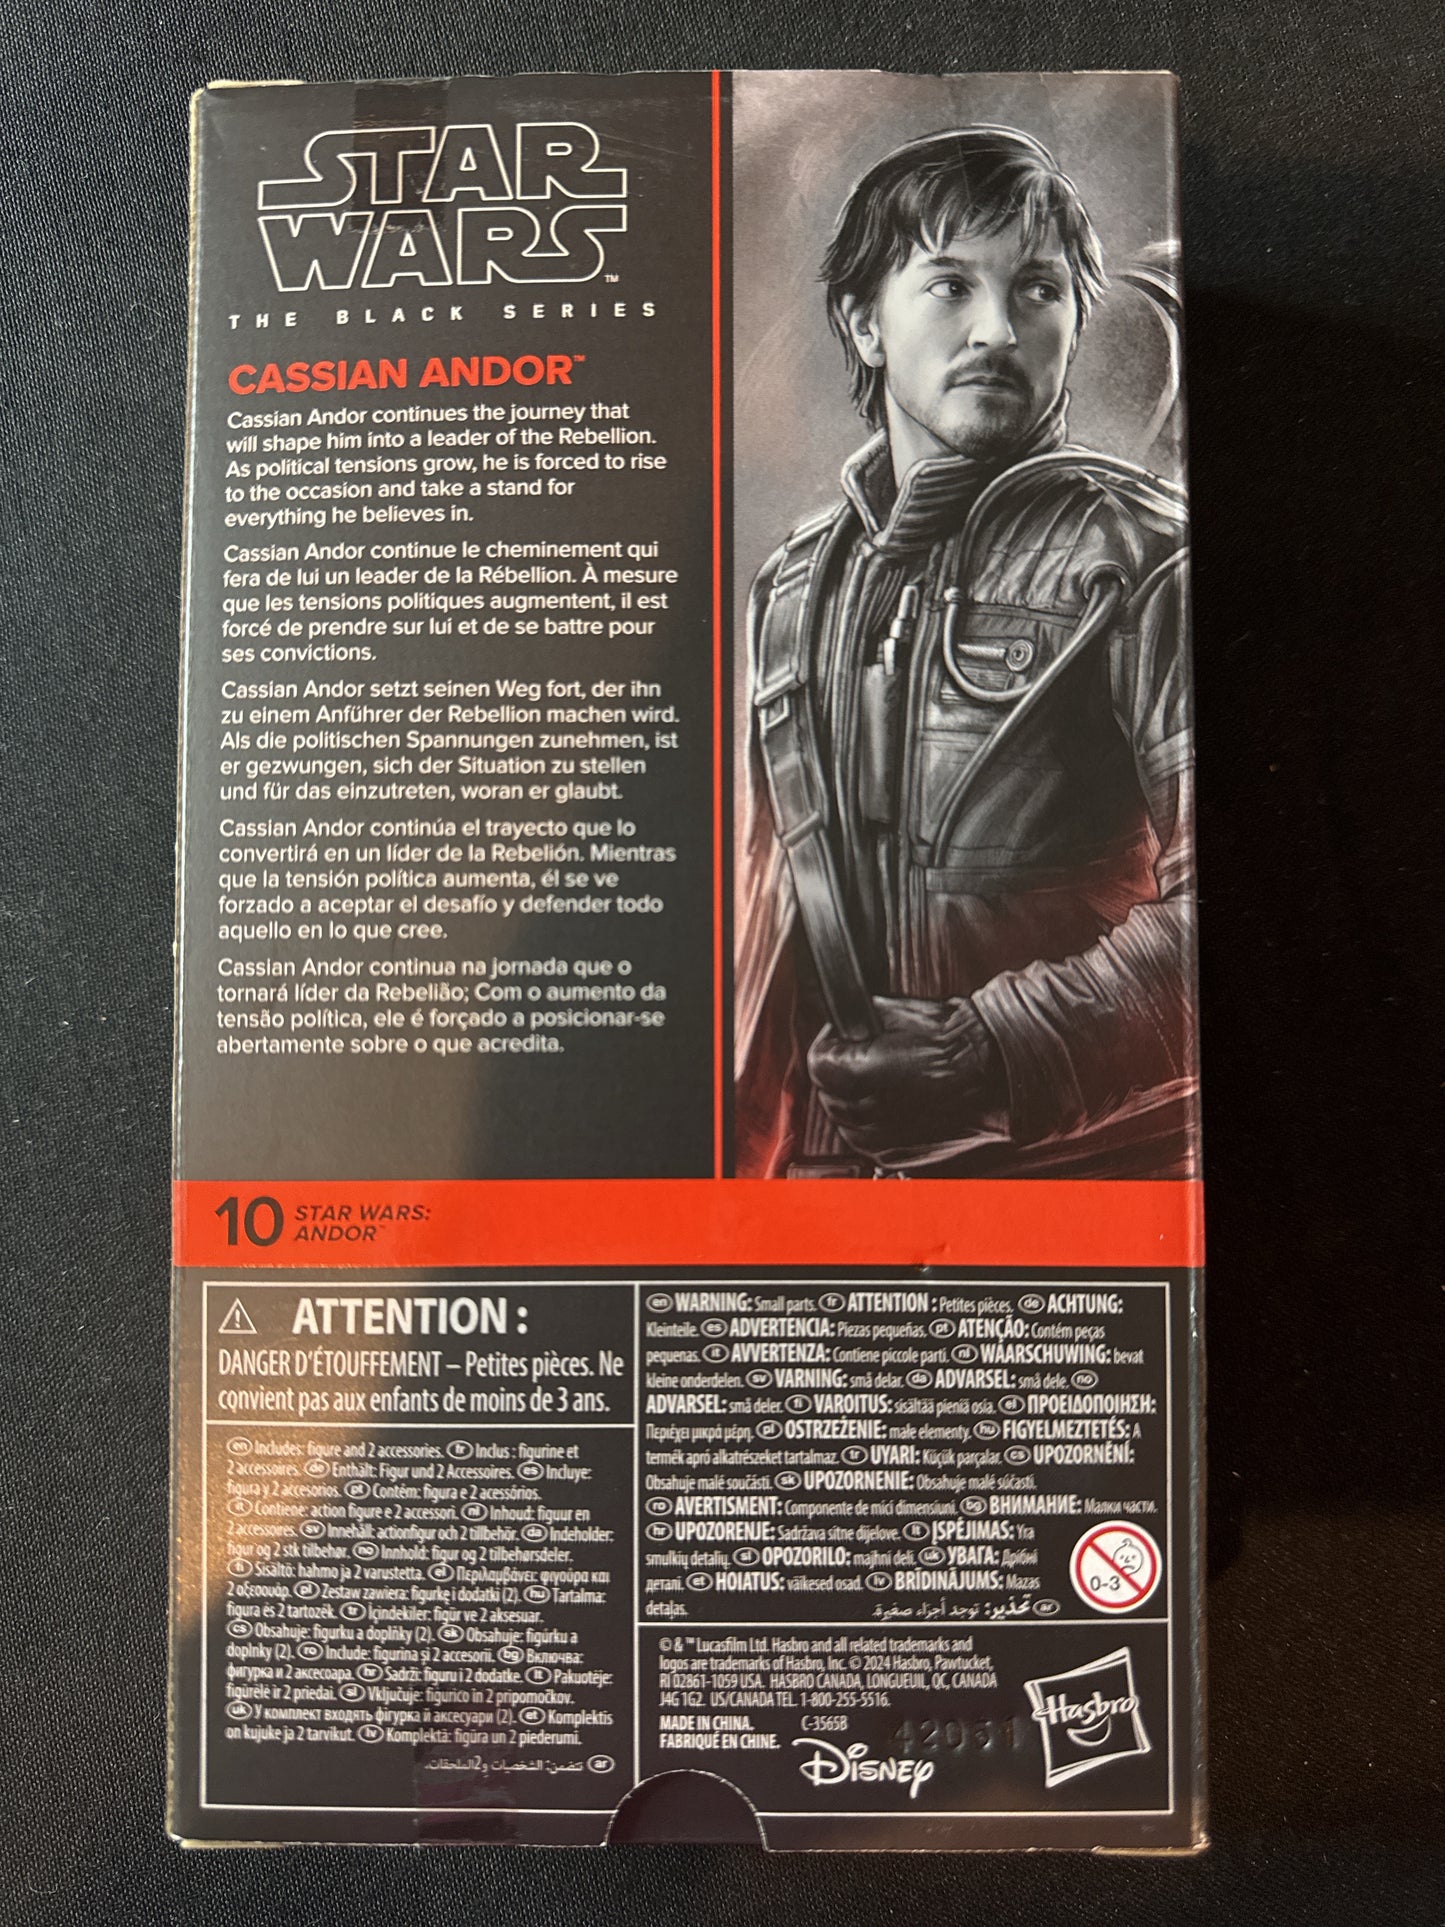 STAR
WARS™
THE BLACK SERIES
CASSIAN ANDOR™
Cassian Andor continues the journey that
will shape him into a leader of the Rebellion.
As political tensions grow, he is forced to rise
to the occasion and take a stand for
everything he believes in.
Cassian Andor continue le cheminement qui
fera de lui un leader de la Rébellion. À mesure
que les tensions politiques augmentent, il est
forcé de prendre sur lui et de se battre pour
ses convictions.
Cassian Andor setzt seinen Weg fort, der ihn
zu einem Anführer der Rebellion machen wird.
Als die politischen Spannungen zunehmen, ist
er gezwungen, sich der Situation zu stellen
und für das einzutreten, woran er glaubt.
Cassian Andor continúa el trayecto que lo
convertirá en un líder de la Rebelión. Mientras
que la tensión política aumenta, él se ve
forzado a aceptar el desafío y defender todo
aquello en lo que cree.
Cassian Andor continua na jornada que o
tornará líder da Rebelião; Com o aumento da
tensão política, ele é forçado a posicionar-se
abertamente sobre o que acredita.
10 STAR WARS:
ANDOR™
ATTENTION :
DANGER D'ÉTOUFFEMENT – Petites pièces. Ne
convient pas aux enfants de moins de 3 ans.
en Includes: figure and 2 accessories. fr Inclus : figurine et
2 accessoires. de Enthält: Figur und 2 Accessoires. es Incluye:
figura y 2 accesorios. pt Contém: figura e 2 acessórios.
it Contiene: action figure e 2 accessori. nl Inhoud: figuur en
2 accessoires. sv Innehåll: actionfigur och 2 tillbehör. da Indeholder:
figur og 2 stk tilbehør. no Innhold: figur og 2 tilbehørsdeler.
fi Sisältö: hahmo ja 2 varustetta. el Περιλαμβάνει: φιγούρα και
2 αξεσουάρ. pl Zestaw zawiera: figurkę i dodatki (2). hu Tartalma:
figura és 2 tartozék. tr İçindekiler: figür ve 2 aksesuar.
cs Obsahuje: figurku a doplňky (2). sk Obsahuje: figúrku a
doplnky (2). ro Include: figurina și 2 accesorii. bg Включва:
фигурка и 2 аксесоара. hr Sadrži: figuru i 2 dodatke. lt Pakuotėje:
figurėlė ir 2 priedai. sl Vključuje: figurico in 2 pripomočkov.
uk У комплект входять фігурка й аксесуари (2). et Komplektis
on kujuke ja 2 tarvikut. lv Komplektā: figūra un 2 piederumi.
ar تتضمن: الشخصيات و2الملحقات.
en WARNING: Small parts. fr ATTENTION : Petites pièces. de ACHTUNG:
Kleinteile. es ADVERTENCIA: Piezas pequeñas. pt ATENÇÃO: Contém peças
pequenas. it AVVERTENZA: Contiene piccole parti. nl WAARSCHUWING: bevat
kleine onderdelen. sv VARNING: små delar. da ADVARSEL: små dele. no
ADVARSEL: små deler. fi VAROITUS: sisältää pieniä osia. el ΠΡΟΕΙΔΟΠΟΙΗΣΗ:
Περιέχει μικρά μέρη. pl OSTRZEŻENIE: małe elementy. hu FIGYELMEZTETÉS: A
termék apró alkatrészeket tartalmaz. tr UYARI: Küçük parçalar. cs UPOZORNĚNÍ:
Obsahuje malé součásti. sk UPOZORNENIE: Obsahuje malé súčasti.
ro AVERTISMENT: Componente de mici dimensiuni. bg ВНИМАНИЕ: Малки части.
hr UPOZORENJE: Sadržava sitne dijelove. lt ĮSPĖJIMAS: Yra
smulkių detalių. sl OPOZORILO: majhni deli. uk УВАГА: Дрібні
деталі. et HOIATUS: väikesed osad. lv BRĪDINĀJUMS: Mazas
detaļas. ar تحذير: توجد أجزاء صغيرة.
0-3
© & ™ Lucasfilm Ltd. Hasbro and all related trademarks and
logos are trademarks of Hasbro, Inc. © 2024 Hasbro, Pawtucket,
RI 02861-1059 USA. HASBRO CANADA, LONGUEUIL, QC, CANADA
J4G 1G2. US/CANADA TEL. 1-800-255-5516.
MADE IN CHINA. C-3565B
FABRIQUÉ EN CHINE.
42051
Disney
Hasbro